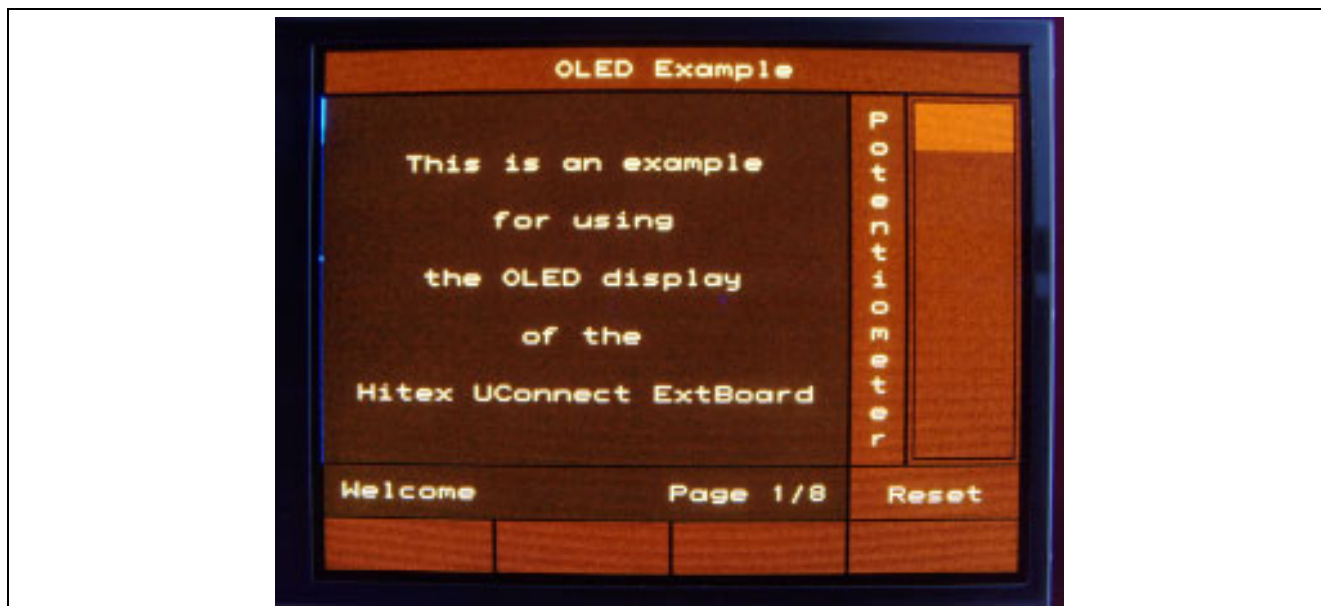 OLED Example
This is an example
for using
the OLED display
of the
Hitex UConnect ExtBoard
Potentiometer
Welcome
Page 1/8
Reset